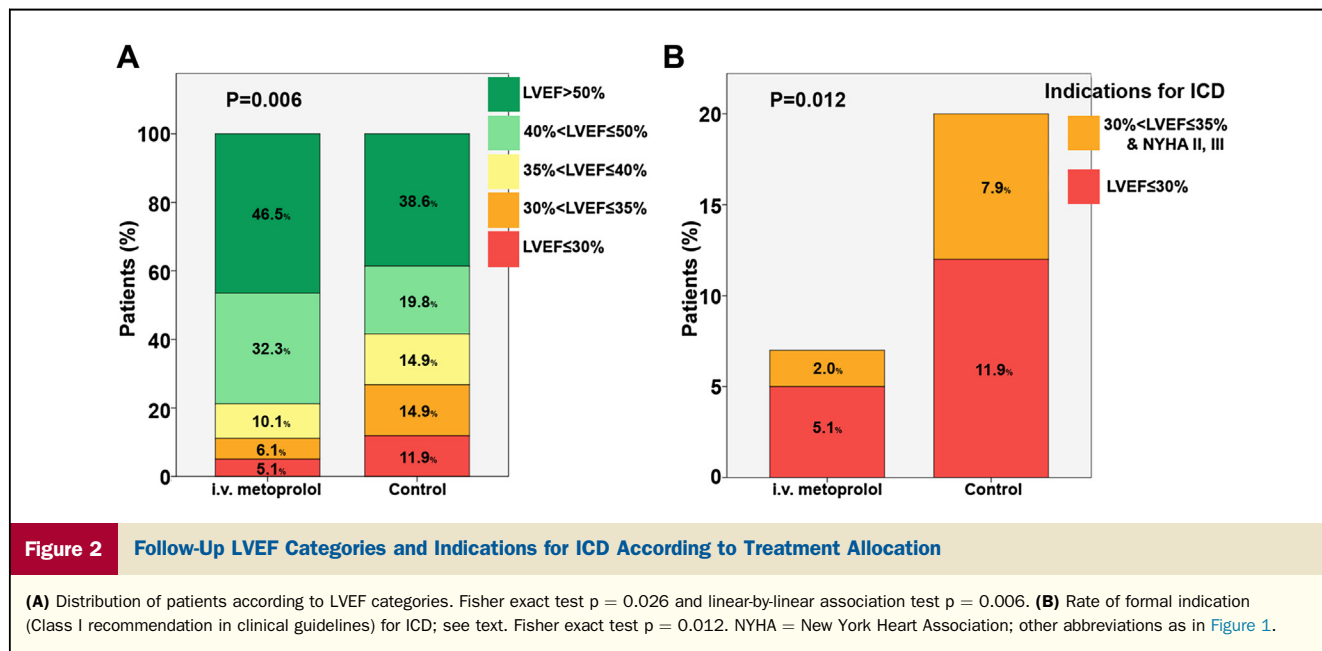 A
P=0.006
LVEF>50%
40%<LVEF≤50%
35%<LVEF≤40%
30%<LVEF≤35%
LVEF≤30%
Patients (%)
100
80
60
40
20
0
46.5%
32.3%
10.1%
6.1%
5.1%
38.6%
19.8%
14.9%
14.9%
11.9%
i.v. metoprolol
Control
B
P=0.012
Indications for ICD
30%<LVEF≤35%
& NYHA II, III
LVEF≤30%
Patients (%)
20
15
10
5
0
2.0%
5.1%
7.9%
11.9%
i.v. metoprolol
Control
Figure 2 Follow-Up LVEF Categories and Indications for ICD According to Treatment Allocation
(A) Distribution of patients according to LVEF categories. Fisher exact test p = 0.026 and linear-by-linear association test p = 0.006. (B) Rate of formal indication
(Class I recommendation in clinical guidelines) for ICD; see text. Fisher exact test p = 0.012. NYHA = New York Heart Association; other abbreviations as in Figure 1.